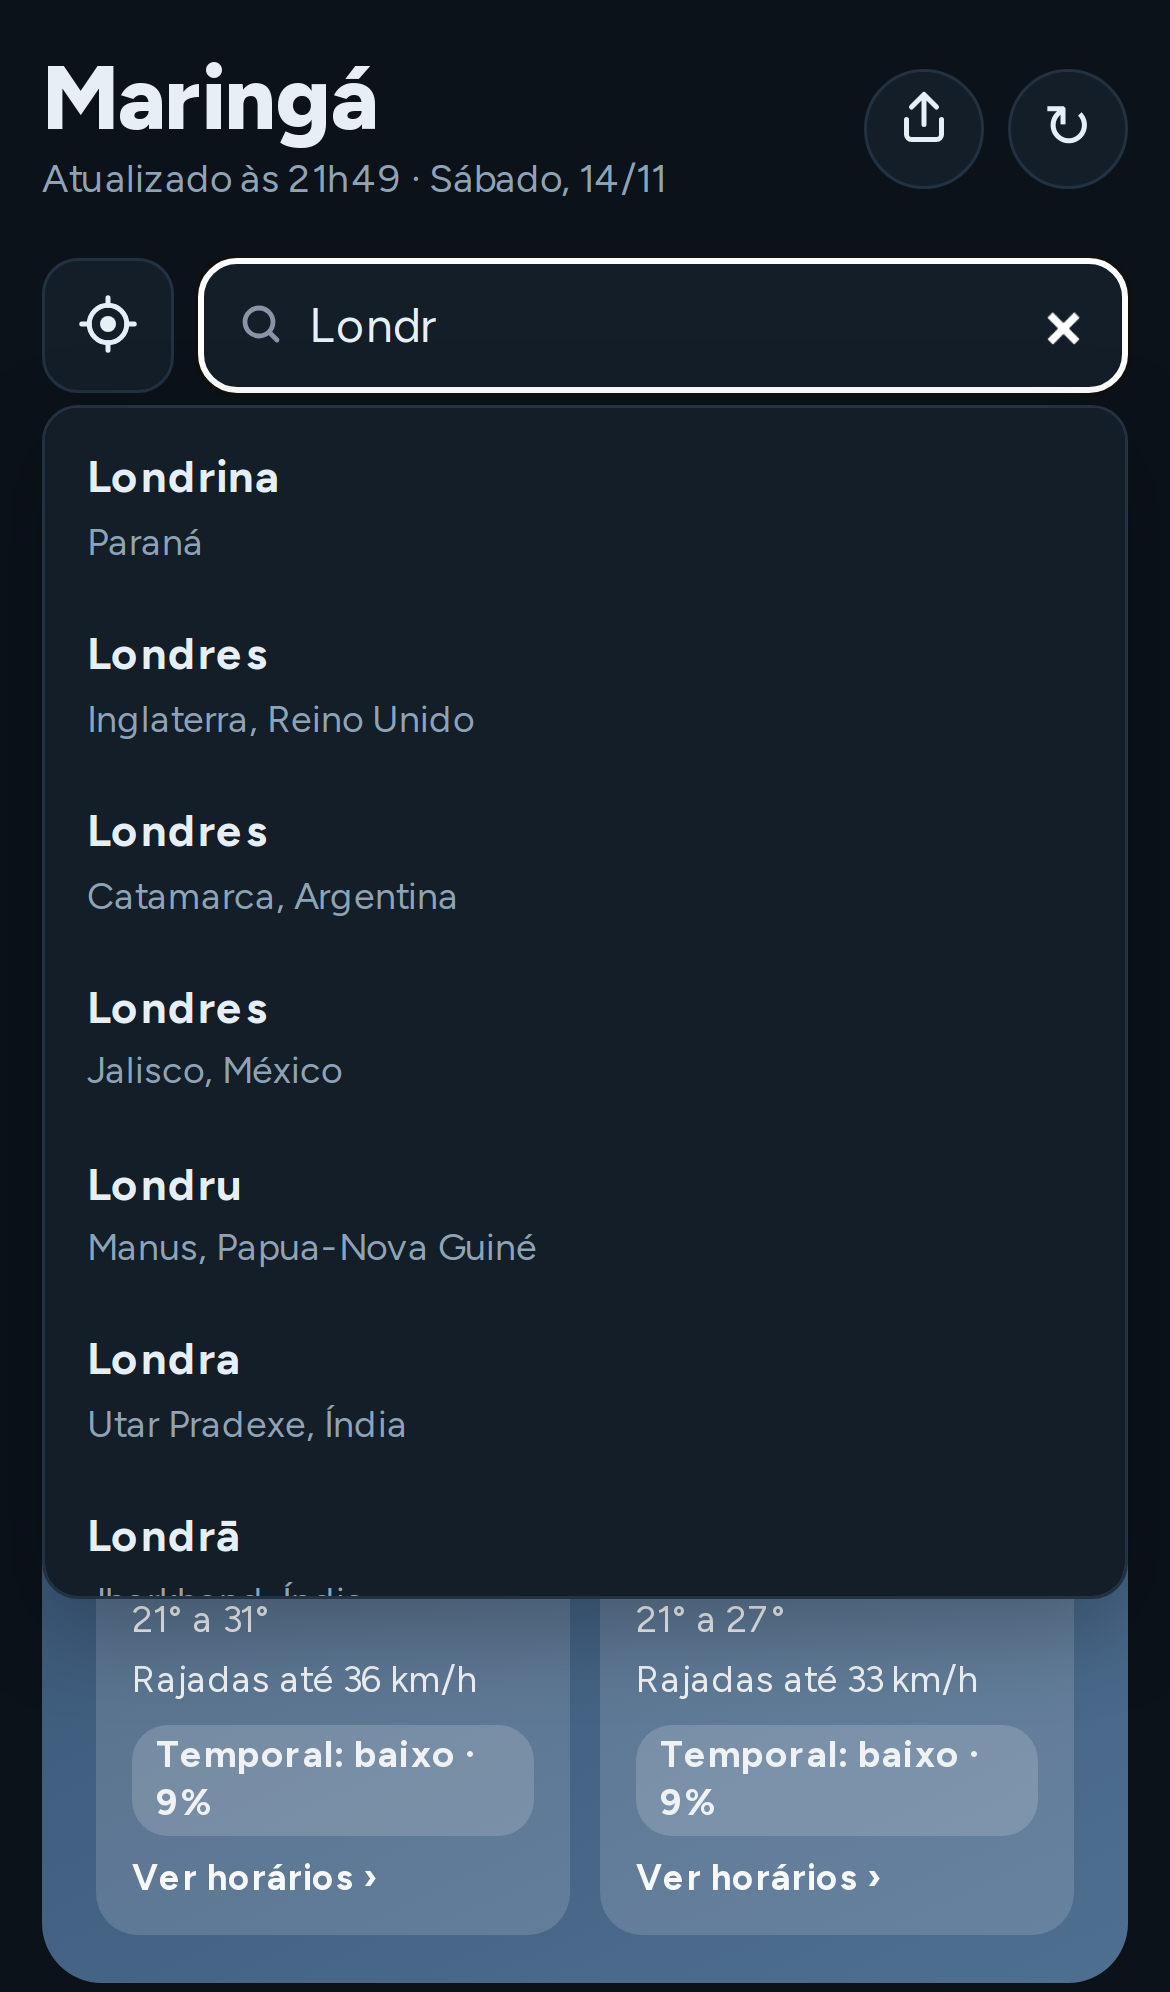 Maringá
Atualizado às 21h49 · Sábado, 14/11
Londr
Londrina
Paraná
Londres
Inglaterra, Reino Unido
Londres
Catamarca, Argentina
Londres
Jalisco, México
Londru
Manus, Papua-Nova Guiné
Londra
Utar Pradexe, Índia
Londrā
21° a 31°
Rajadas até 36 km/h
Temporal: baixo ·
9%
Ver horários ›
21° a 27°
Rajadas até 33 km/h
Temporal: baixo ·
9%
Ver horários ›